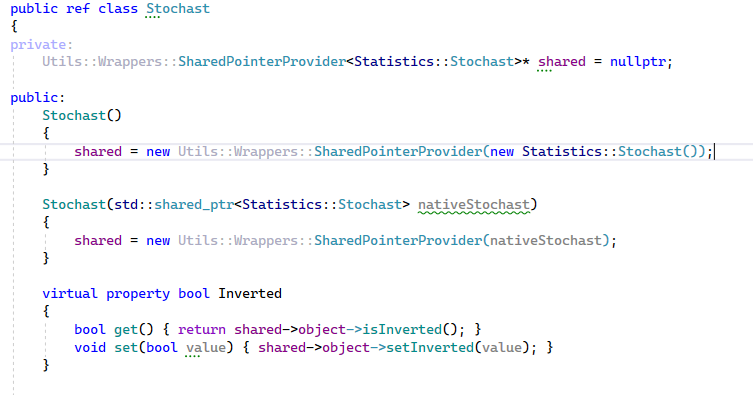 public ref class Stochast
{
private:
    Utils::Wrappers::SharedPointerProvider<Statistics::Stochast>* shared = nullptr;

public:
    Stochast()
    {
        shared = new Utils::Wrappers::SharedPointerProvider(new Statistics::Stochast());
    }

    Stochast(std::shared_ptr<Statistics::Stochast> nativeStochast)
    {
        shared = new Utils::Wrappers::SharedPointerProvider(nativeStochast);
    }

    virtual property bool Inverted
    {
        bool get() { return shared->object->isInverted(); }
        void set(bool value) { shared->object->setInverted(value); }
    }